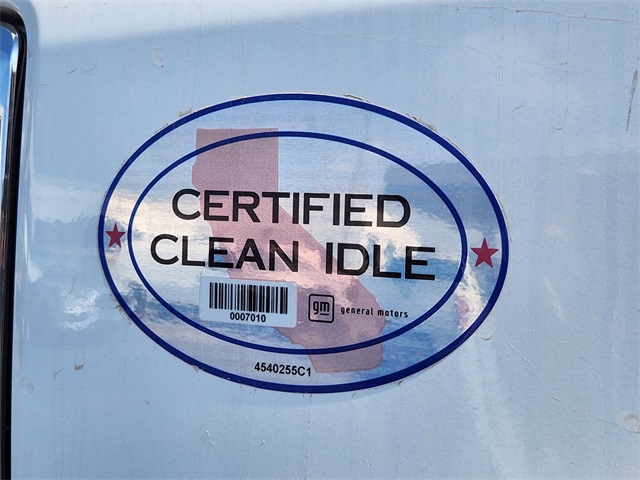 CERTIFIED
CLEAN IDLE
0007010
gm general motors
4540255C1